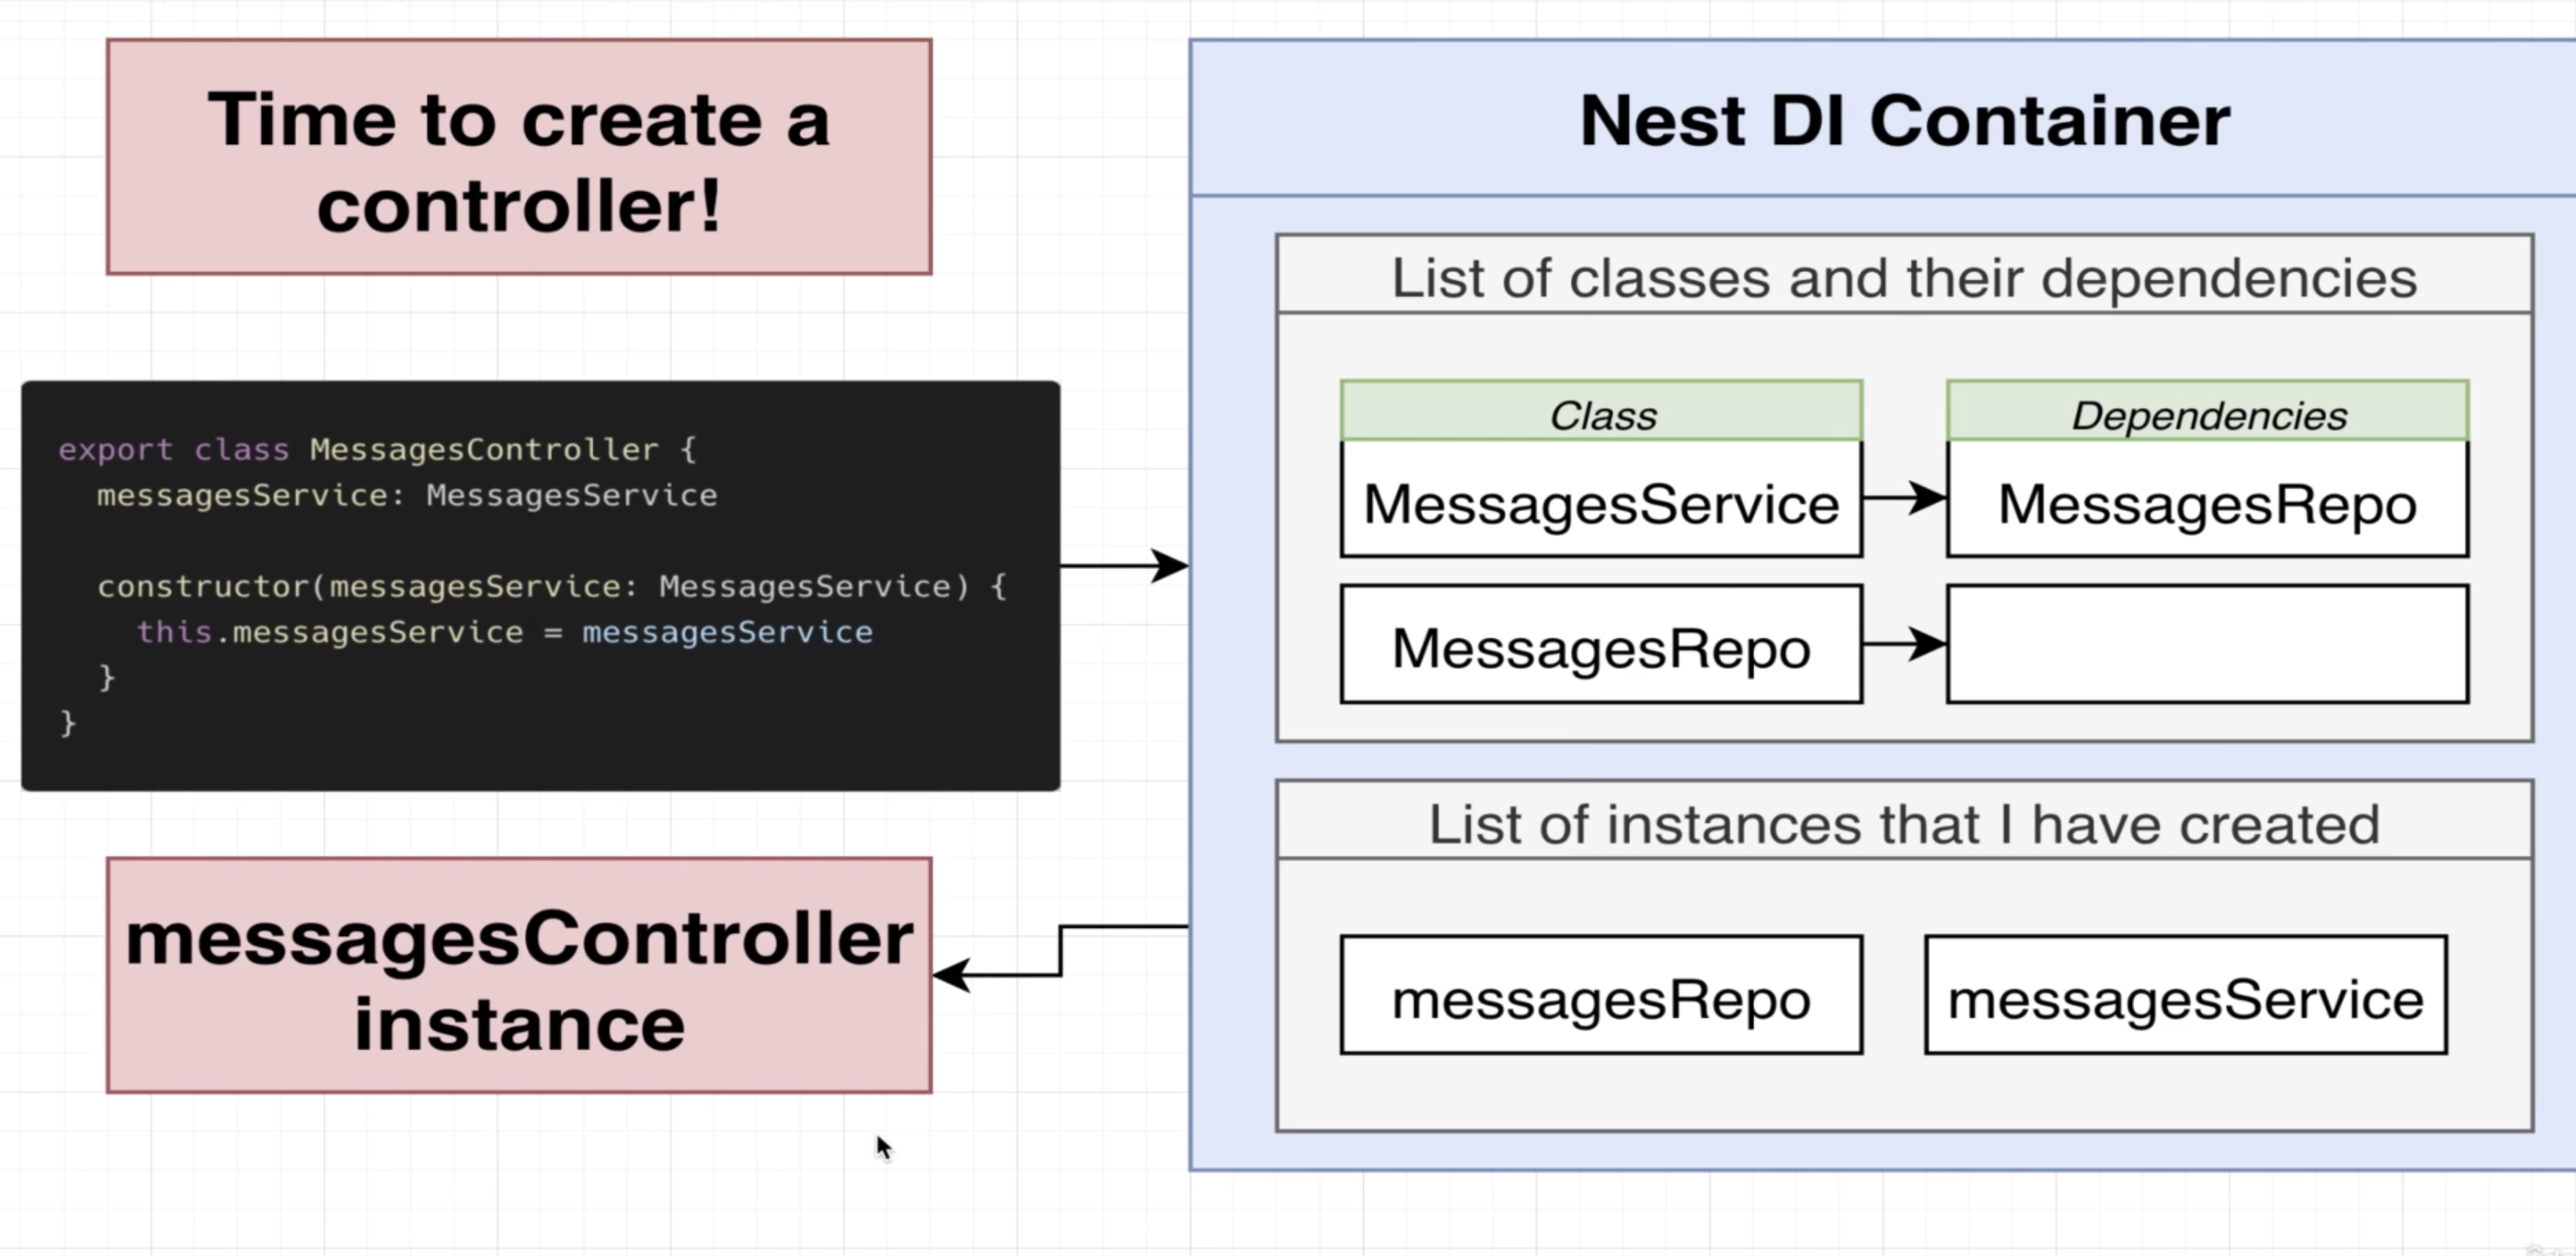 Time to create a
controller!
export class MessagesController {
  messagesService: MessagesService
  constructor(messagesService: MessagesService) {
    this.messagesService = messagesService
  }
}
messagesController
instance
Nest DI Container
List of classes and their dependencies
Class
Dependencies
MessagesService
MessagesRepo
MessagesRepo
List of instances that I have created
messagesRepo
messagesService